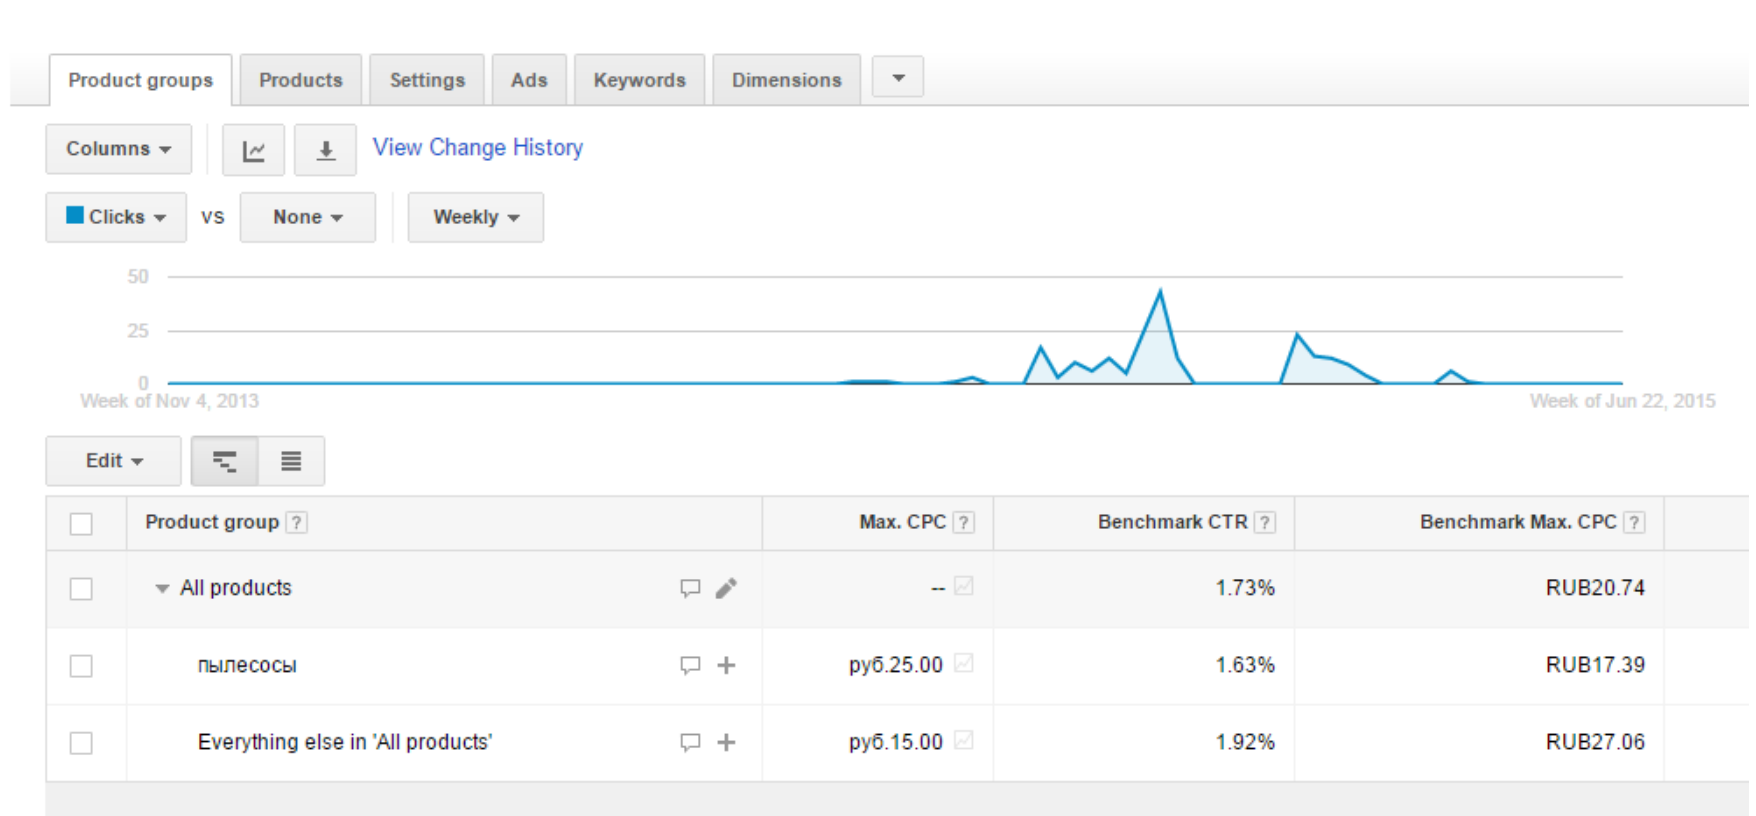 Product groups Products Settings Ads Keywords Dimensions
Columns View Change History
Clicks vs None Weekly
50
25
0
Week of Nov 4, 2013 Week of Jun 22, 2015
Edit
Product group ? Max. CPC ? Benchmark CTR ? Benchmark Max. CPC ?
All products -- 1.73% RUB20.74
пылесосы руб.25.00 1.63% RUB17.39
Everything else in 'All products' руб.15.00 1.92% RUB27.06